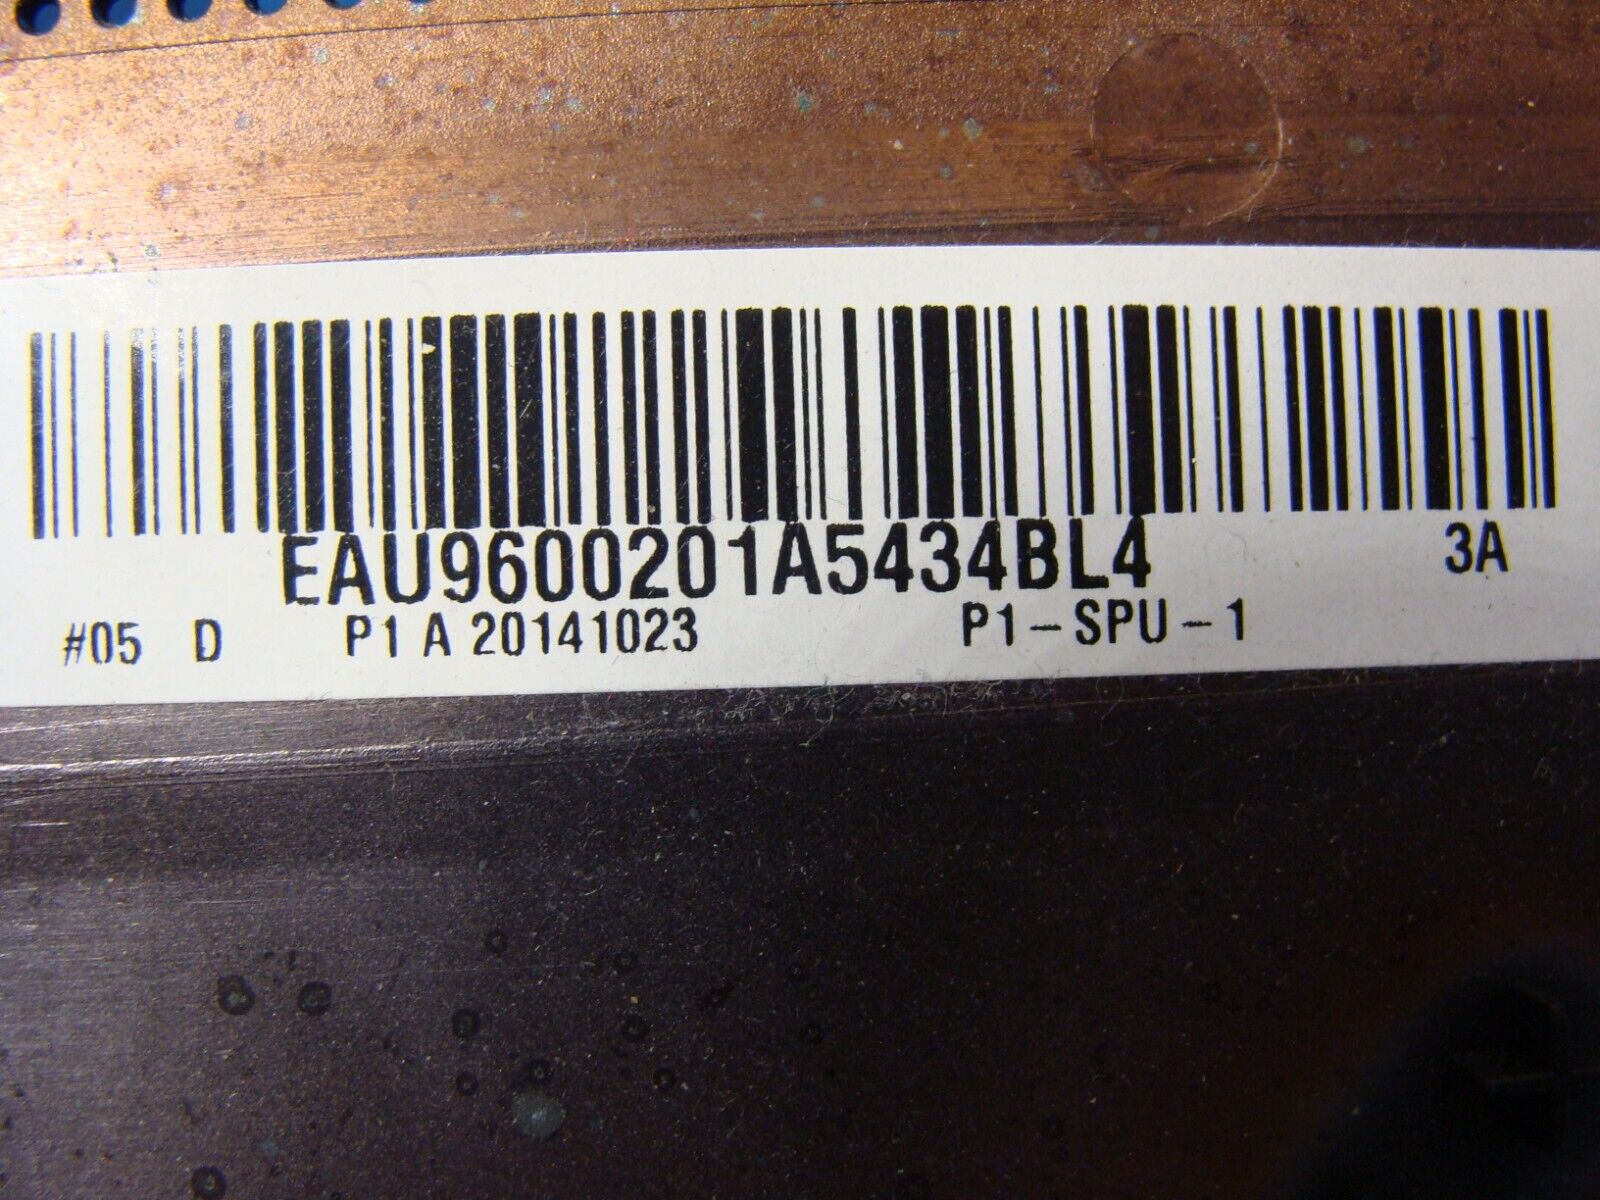 EAU9600201A5434BL4 3A
#05 D P1 A 20141023 P1-SPU-1